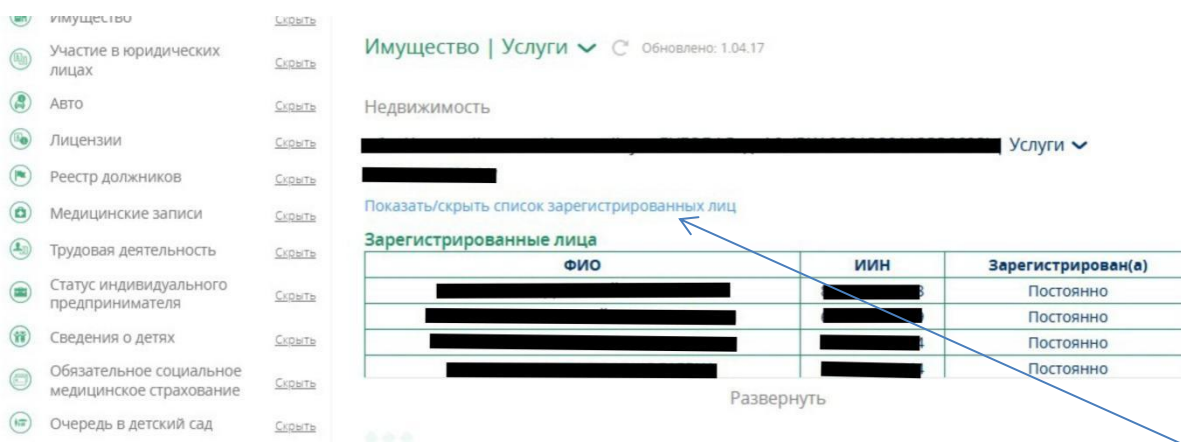 Имущество
Скрыть
Участие в юридических
лицах
Скрыть
Авто
Скрыть
Лицензии
Скрыть
Реестр должников
Скрыть
Медицинские записи
Скрыть
Трудовая деятельность
Скрыть
Статус индивидуального
предпринимателя
Скрыть
Сведения о детях
Скрыть
Обязательное социальное
медицинское страхование
Скрыть
Очередь в детский сад
Скрыть
Имущество | Услуги
Обновлено: 1.04.17
Недвижимость
Услуги
Показать/скрыть список зарегистрированных лиц
Зарегистрированные лица
ФИО ИИН Зарегистрирован(а)
Постоянно
Постоянно
Постоянно
Постоянно
Развернуть